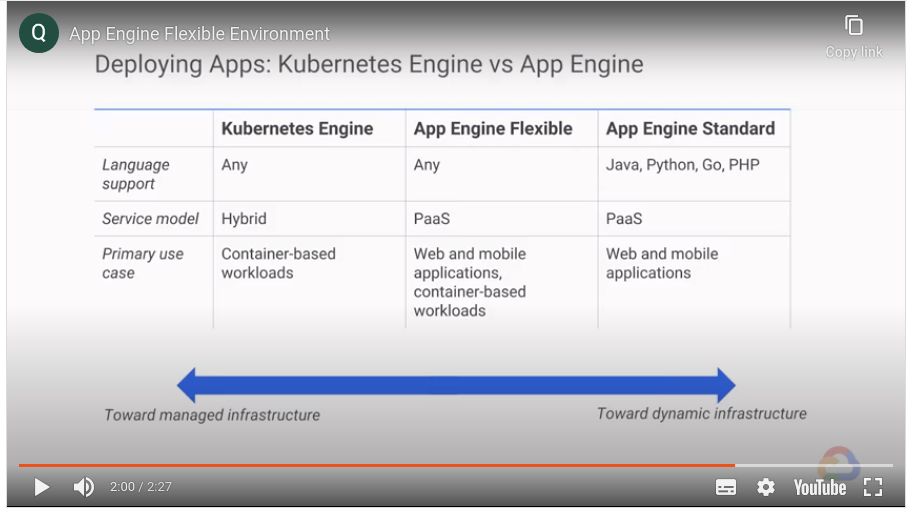 Q
App Engine Flexible Environment
Copy link
Deploying Apps: Kubernetes Engine vs App Engine
Kubernetes Engine
App Engine Flexible
App Engine Standard
Language
support
Any
Any
Java, Python, Go, PHP
Service model
Hybrid
PaaS
PaaS
Primary use
case
Container-based
workloads
Web and mobile
applications,
container-based
workloads
Web and mobile
applications
Toward managed infrastructure
Toward dynamic infrastructure
2:00 / 2:27
YouTube